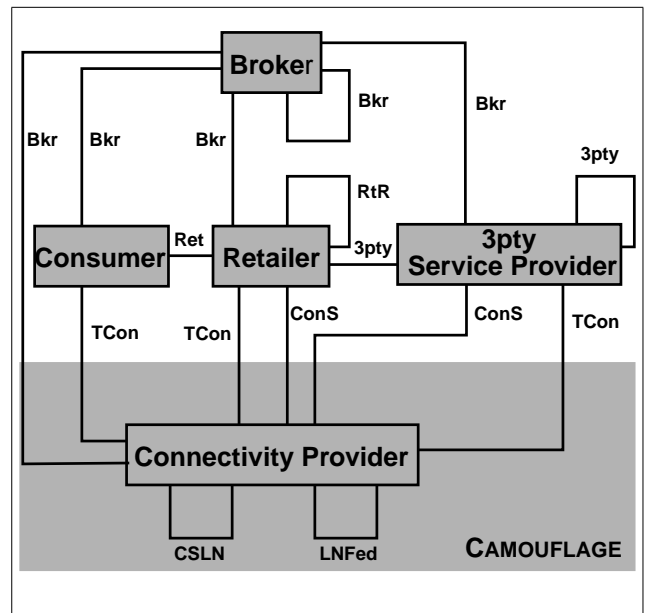 Broker
Bkr
Bkr
Bkr
Bkr
Bkr
3pty
RtR
Consumer
Ret
Retailer
3pty
3pty
Service Provider
TCon
TCon
ConS
ConS
TCon
Connectivity Provider
CSLN
LNFed
CAMOUFLAGE